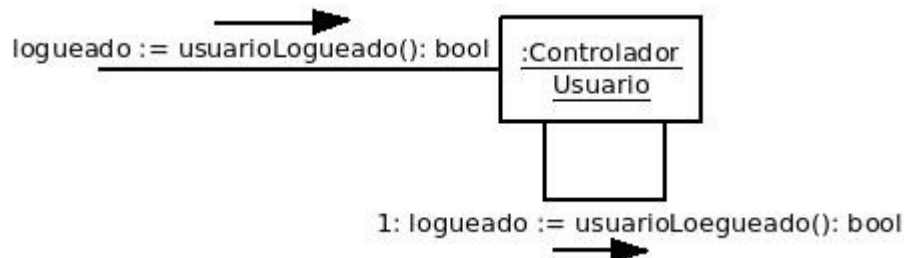 logueado := usuarioLogueado(): bool
:Controlador
Usuario
1: logueado := usuarioLoegueado(): bool